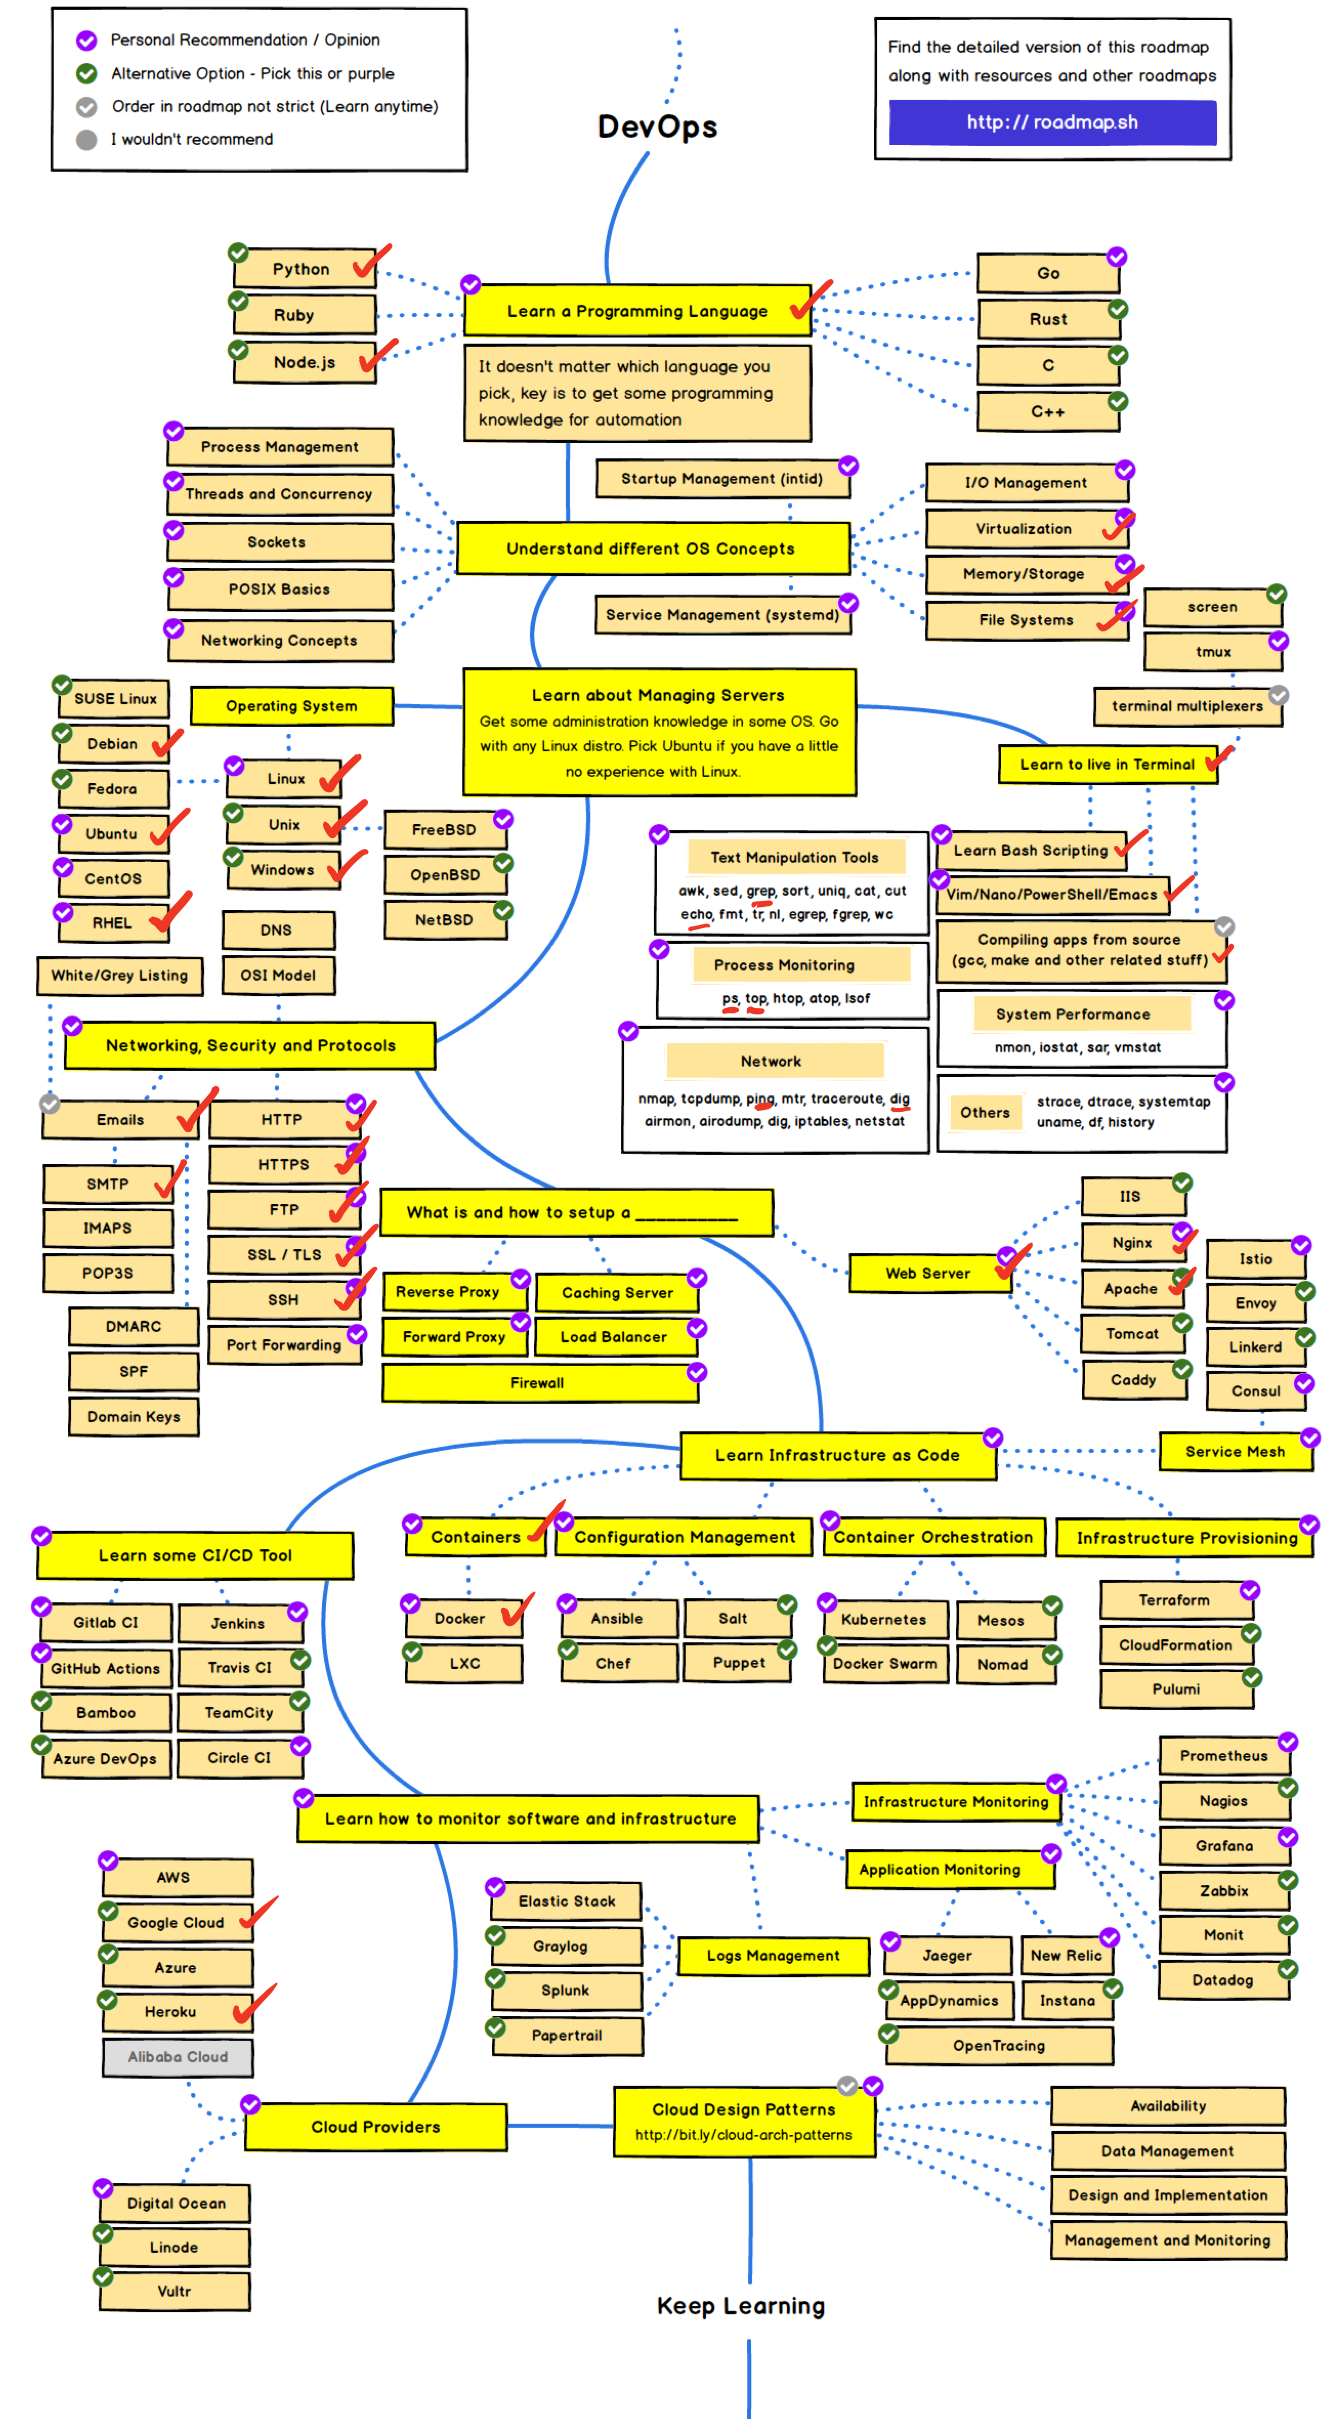 Personal Recommendation / Opinion
Alternative Option - Pick this or purple
Order in roadmap not strict (Learn anytime)
I wouldn't recommend
DevOps
Find the detailed version of this roadmap
along with resources and other roadmaps
http: // roadmap.sh
Python
Ruby
Node.js
Learn a Programming Language
It doesn't matter which language you
pick, key is to get some programming
knowledge for automation
Go
Rust
C
C++
Process Management
Threads and Concurrency
Sockets
POSIX Basics
Networking Concepts
Startup Management (intid)
Understand different OS Concepts
Service Management (systemd)
I/O Management
Virtualization
Memory/Storage
File Systems
screen
tmux
terminal multiplexers
Learn to live in Terminal
Learn about Managing Servers
Get some administration knowledge in some OS. Go
with any Linux distro. Pick Ubuntu if you have a little
no experience with Linux.
Operating System
SUSE Linux
Debian
Fedora
Ubuntu
CentOS
RHEL
Linux
Unix
Windows
FreeBSD
OpenBSD
NetBSD
DNS
OSI Model
White/Grey Listing
Text Manipulation Tools
awk, sed, grep, sort, uniq, cat, cut
echo, fmt, tr, nl, egrep, fgrep, wc
Process Monitoring
ps, top, htop, atop, lsof
Network
nmap, tcpdump, ping, mtr, traceroute, dig
airmon, airodump, dig, iptables, netstat
Learn Bash Scripting
Vim/Nano/PowerShell/Emacs
Compiling apps from source
(gcc, make and other related stuff)
System Performance
nmon, iostat, sar, vmstat
Others
strace, dtrace, systemtap
uname, df, history
Networking, Security and Protocols
Emails
SMTP
IMAPS
POP3S
DMARC
SPF
Domain Keys
HTTP
HTTPS
FTP
SSL / TLS
SSH
Port Forwarding
What is and how to setup a ___________
Reverse Proxy
Caching Server
Forward Proxy
Load Balancer
Firewall
Web Server
IIS
Nginx
Apache
Tomcat
Caddy
Istio
Envoy
Linkerd
Consul
Service Mesh
Learn Infrastructure as Code
Containers
Docker
LXC
Configuration Management
Ansible
Salt
Chef
Puppet
Container Orchestration
Kubernetes
Mesos
Docker Swarm
Nomad
Infrastructure Provisioning
Terraform
CloudFormation
Pulumi
Learn some CI/CD Tool
Gitlab CI
Jenkins
GitHub Actions
Travis CI
Bamboo
TeamCity
Azure DevOps
Circle CI
Learn how to monitor software and infrastructure
Infrastructure Monitoring
Prometheus
Nagios
Grafana
Zabbix
Monit
Datadog
Application Monitoring
Jaeger
New Relic
AppDynamics
Instana
OpenTracing
Logs Management
Elastic Stack
Graylog
Splunk
Papertrail
AWS
Google Cloud
Azure
Heroku
Alibaba Cloud
Cloud Providers
Digital Ocean
Linode
Vultr
Cloud Design Patterns
http://bit.ly/cloud-arch-patterns
Availability
Data Management
Design and Implementation
Management and Monitoring
Keep Learning